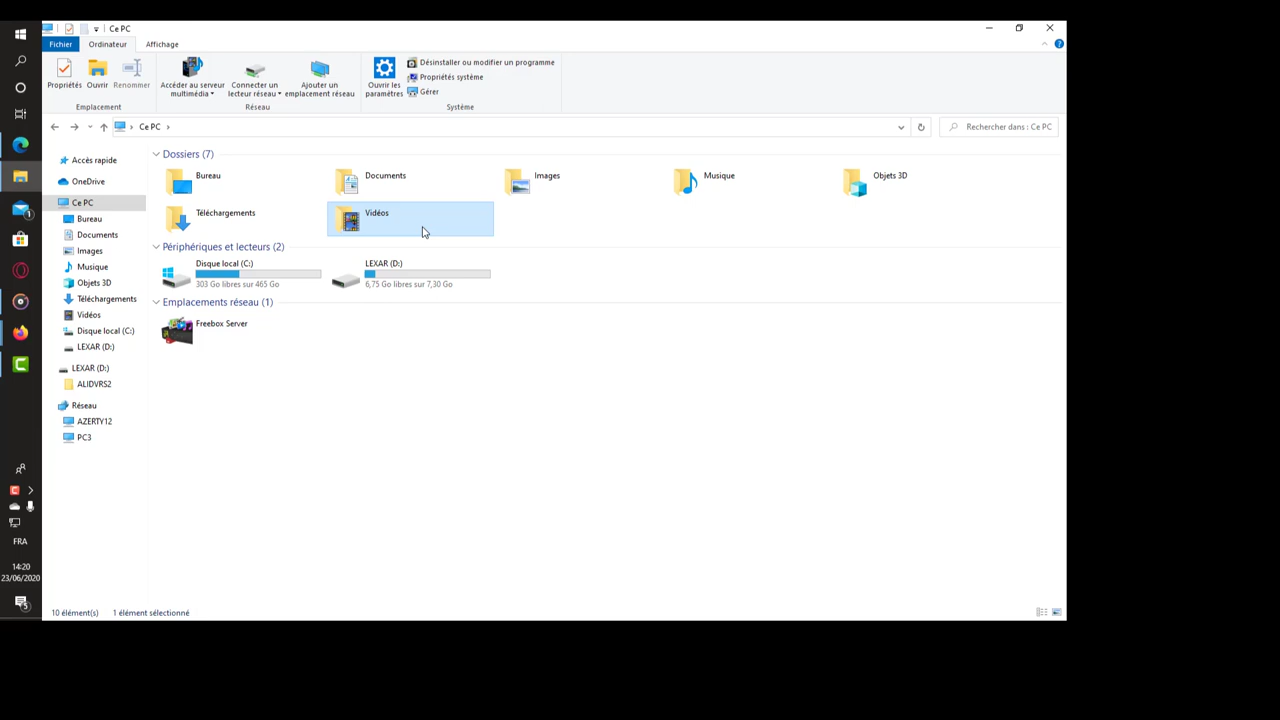 Ce PC
Fichier Ordinateur Affichage
Propriétés Ouvrir Renommer
Emplacement
Accéder au serveur multimédia
Connecter un lecteur réseau
Ajouter un emplacement réseau
Réseau
Ouvrir les paramètres
Désinstaller ou modifier un programme
Propriétés système
Gérer
Système
Ce PC
Rechercher dans : Ce PC
Accès rapide
OneDrive
Ce PC
Bureau
Documents
Images
Musique
Objets 3D
Téléchargements
Vidéos
Disque local (C:)
LEXAR (D:)
LEXAR (D:)
ALIDVRS2
Réseau
AZERTY12
PC3
Dossiers (7)
Bureau Documents Images Musique Objets 3D
Téléchargements Vidéos
Périphériques et lecteurs (2)
Disque local (C:)
303 Go libres sur 465 Go
LEXAR (D:)
6,75 Go libres sur 7,30 Go
Emplacements réseau (1)
Freebox Server
1
FRA
14:20
23/06/2020
5
10 élément(s) 1 élément sélectionné